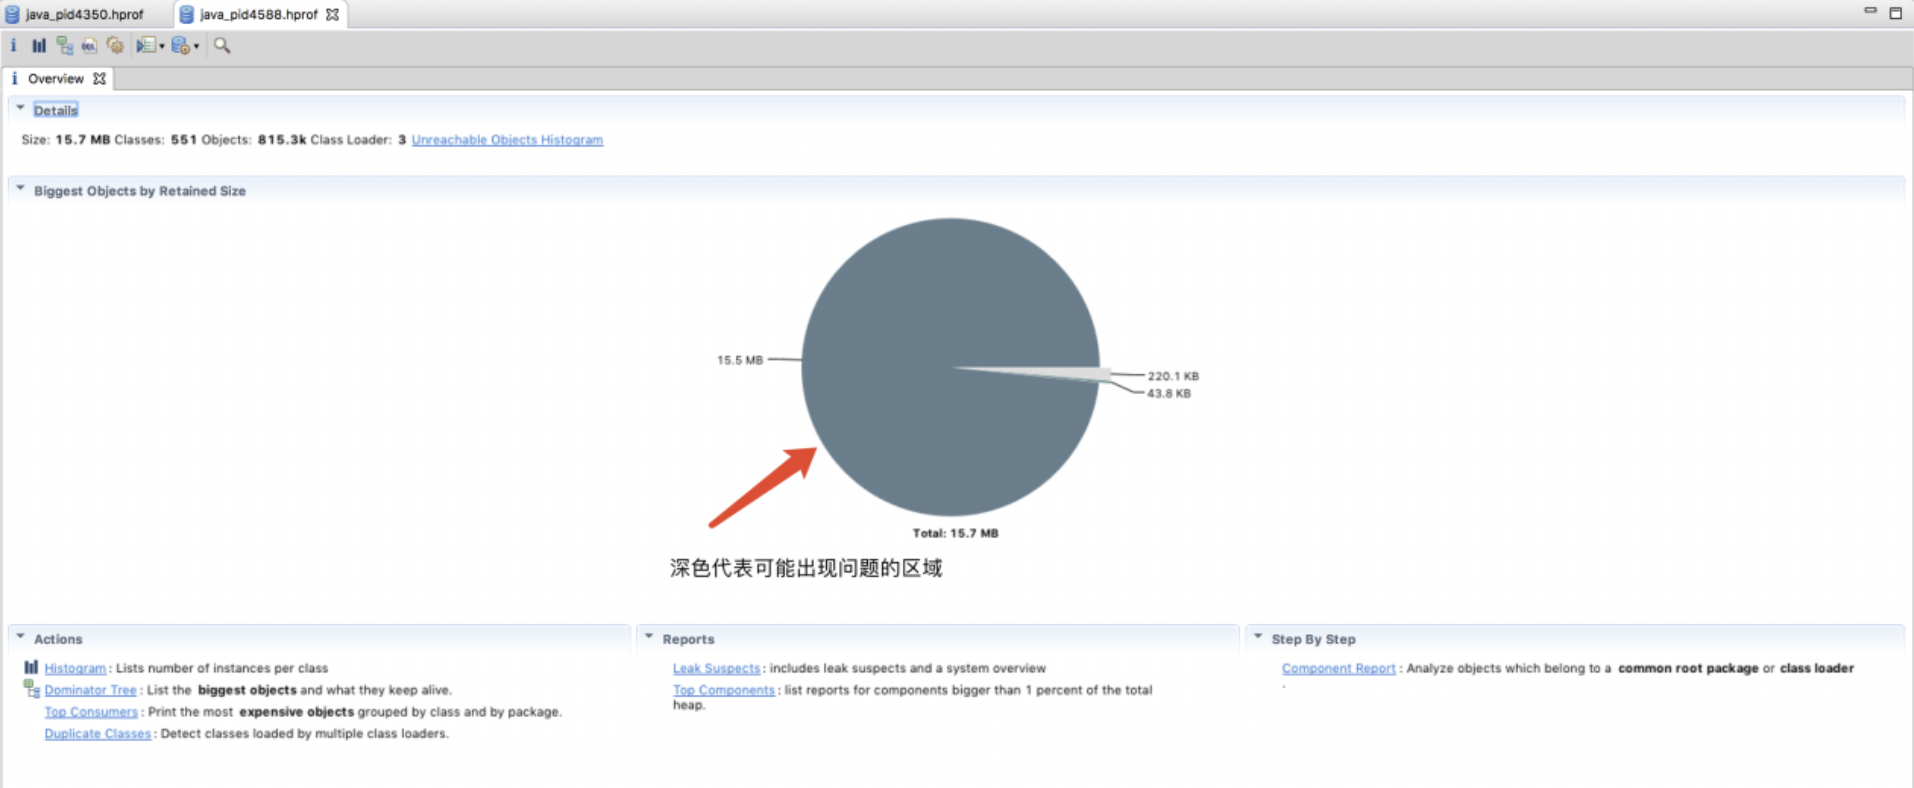 java_pid4350.hprof java_pid4588.hprof
Overview
Details
Size: 15.7 MB Classes: 551 Objects: 815.3k Class Loader: 3 Unreachable Objects Histogram
Biggest Objects by Retained Size
15.5 MB
220.1 KB
43.8 KB
Total: 15.7 MB
深色代表可能出现问题的区域
Actions
Histogram : Lists number of instances per class
Dominator Tree : List the biggest objects and what they keep alive.
Top Consumers : Print the most expensive objects grouped by class and by package.
Duplicate Classes : Detect classes loaded by multiple class loaders.
Reports
Leak Suspects : includes leak suspects and a system overview
Top Components : list reports for components bigger than 1 percent of the total
heap.
Step By Step
Component Report : Analyze objects which belong to a common root package or class loader
.